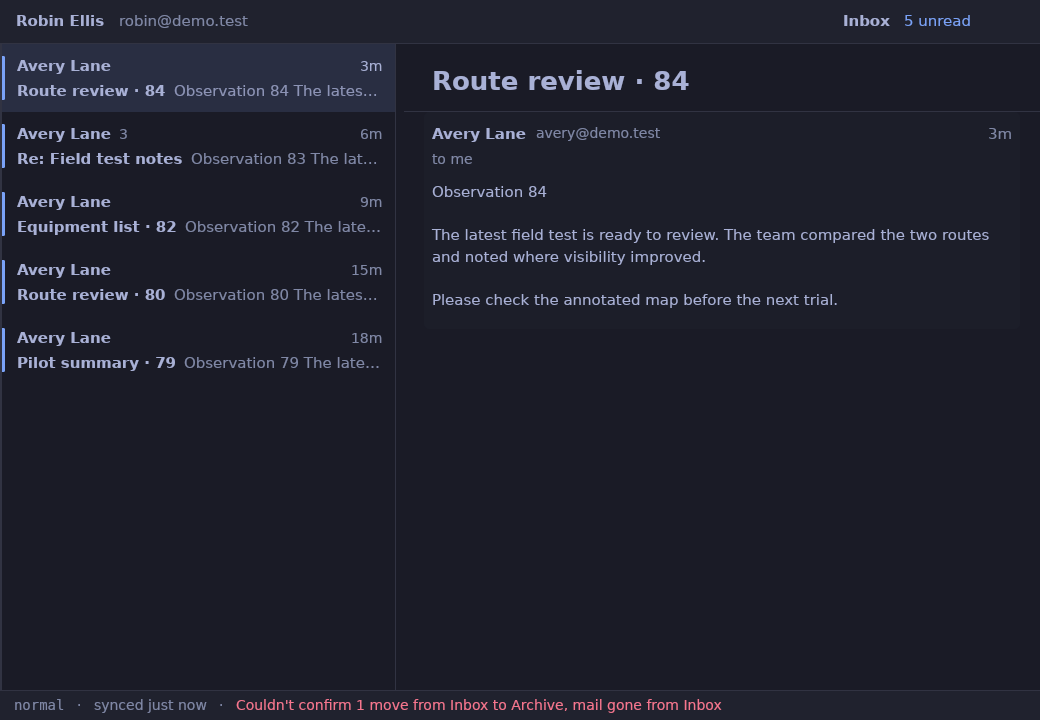 Robin Ellis robin@demo.test Inbox 5 unread
Avery Lane 3m
Route review · 84 Observation 84 The lates…
Avery Lane 3 6m
Re: Field test notes Observation 83 The lat…
Avery Lane 9m
Equipment list · 82 Observation 82 The late…
Avery Lane 15m
Route review · 80 Observation 80 The lates…
Avery Lane 18m
Pilot summary · 79 Observation 79 The late…
Route review · 84
Avery Lane avery@demo.test 3m
to me
Observation 84
The latest field test is ready to review. The team compared the two routes
and noted where visibility improved.
Please check the annotated map before the next trial.
normal · synced just now · Couldn't confirm 1 move from Inbox to Archive, mail gone from Inbox